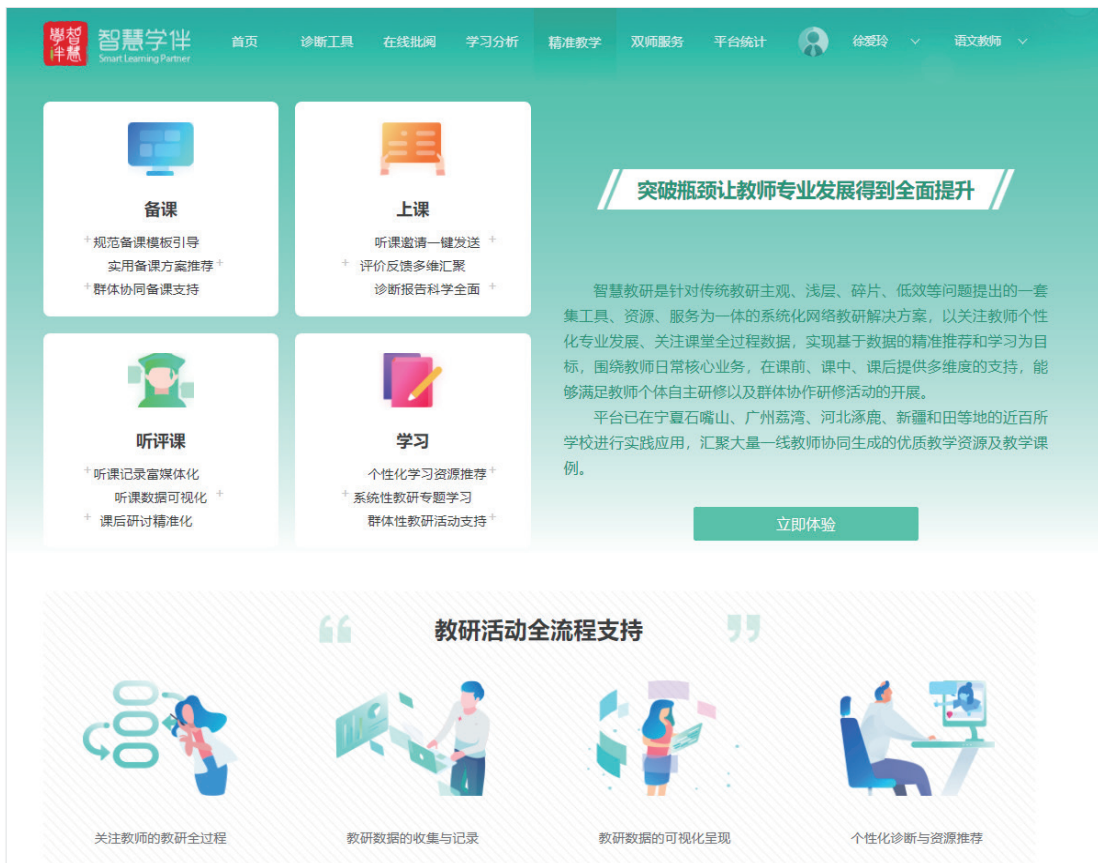 學智
伴慧
智慧学伴
Smart Learning Partner
首页
诊断工具
在线批阅
学习分析
精准教学
双师服务
平台统计
徐爱玲
语文教师
备课
规范备课模板引导
实用备课方案推荐
群体协同备课支持
上课
听课邀请一键发送
评价反馈多维汇聚
诊断报告科学全面
听评课
听课记录富媒体化
听课数据可视化
课后研讨精准化
学习
个性化学习资源推荐
系统性教研专题学习
群体性教研活动支持
突破瓶颈让教师专业发展得到全面提升
智慧教研是针对传统教研主观、浅层、碎片、低效等问题提出的一套
集工具、资源、服务为一体的系统化网络教研解决方案，以关注教师个性
化专业发展、关注课堂全过程数据，实现基于数据的精准推荐和学习为目
标，围绕教师日常核心业务，在课前、课中、课后提供多维度的支持，能
够满足教师个体自主研修以及群体协作研修活动的开展。
平台已在宁夏石嘴山、广州荔湾、河北涿鹿、新疆和田等地的近百所
学校进行实践应用，汇聚大量一线教师协同生成的优质教学资源及教学课
例。
立即体验
教研活动全流程支持
关注教师的教研全过程
教研数据的收集与记录
教研数据的可视化呈现
个性化诊断与资源推荐